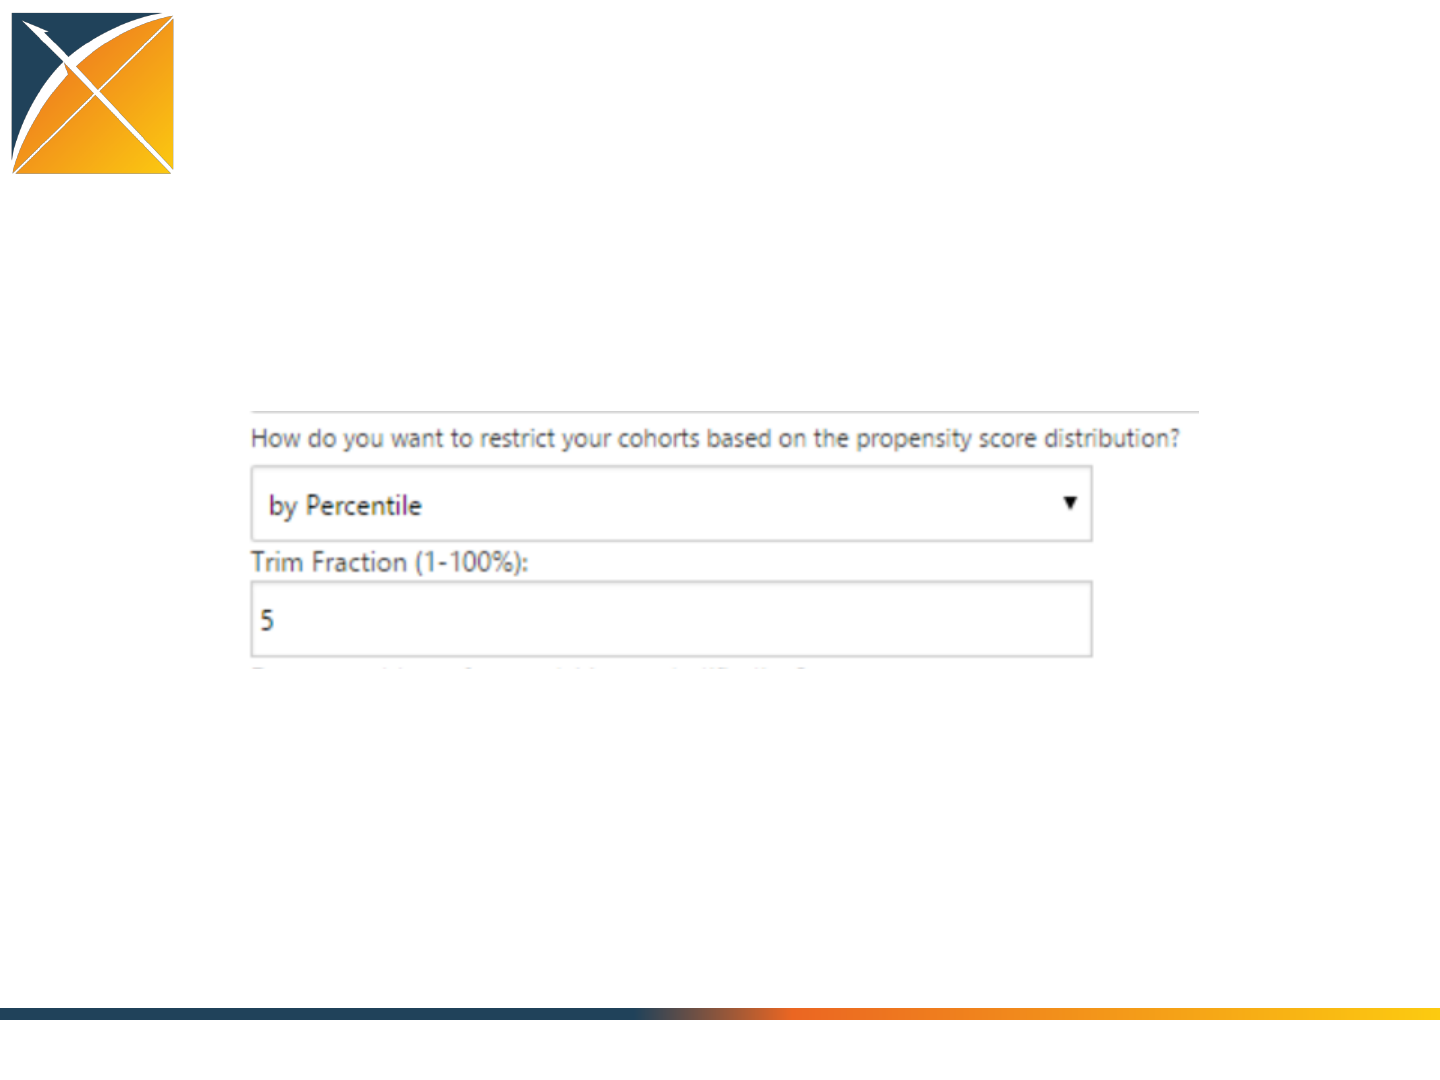 How do you want to restrict your cohorts based on the propensity score distribution?
by Percentile
Trim Fraction (1-100%):
5